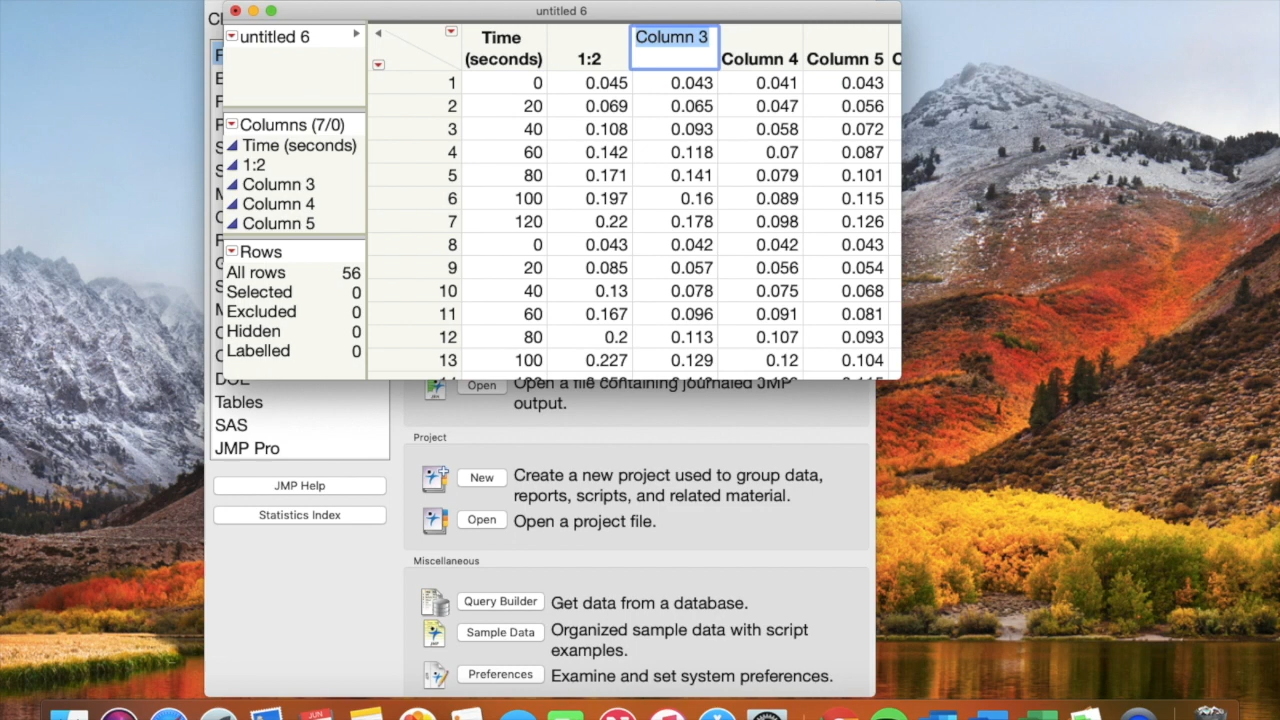 untitled 6
untitled 6
Columns (7/0)
Time (seconds)
1:2
Column 3
Column 4
Column 5
Rows
All rows 56
Selected 0
Excluded 0
Hidden 0
Labelled 0
Time (seconds) 1:2 Column 3 Column 4 Column 5
1 0 0.045 0.043 0.041 0.043
2 20 0.069 0.065 0.047 0.056
3 40 0.108 0.093 0.058 0.072
4 60 0.142 0.118 0.07 0.087
5 80 0.171 0.141 0.079 0.101
6 100 0.197 0.16 0.089 0.115
7 120 0.22 0.178 0.098 0.126
8 0 0.043 0.042 0.042 0.043
9 20 0.085 0.057 0.056 0.054
10 40 0.13 0.078 0.075 0.068
11 60 0.167 0.096 0.091 0.081
12 80 0.2 0.113 0.107 0.093
13 100 0.227 0.129 0.12 0.104
Tables
SAS
JMP Pro
JMP Help
Statistics Index
Open Open a file containing journaled JMP
output.
Project
New Create a new project used to group data,
reports, scripts, and related material.
Open Open a project file.
Miscellaneous
Query Builder Get data from a database.
Sample Data Organized sample data with script
examples.
Preferences Examine and set system preferences.
JUN